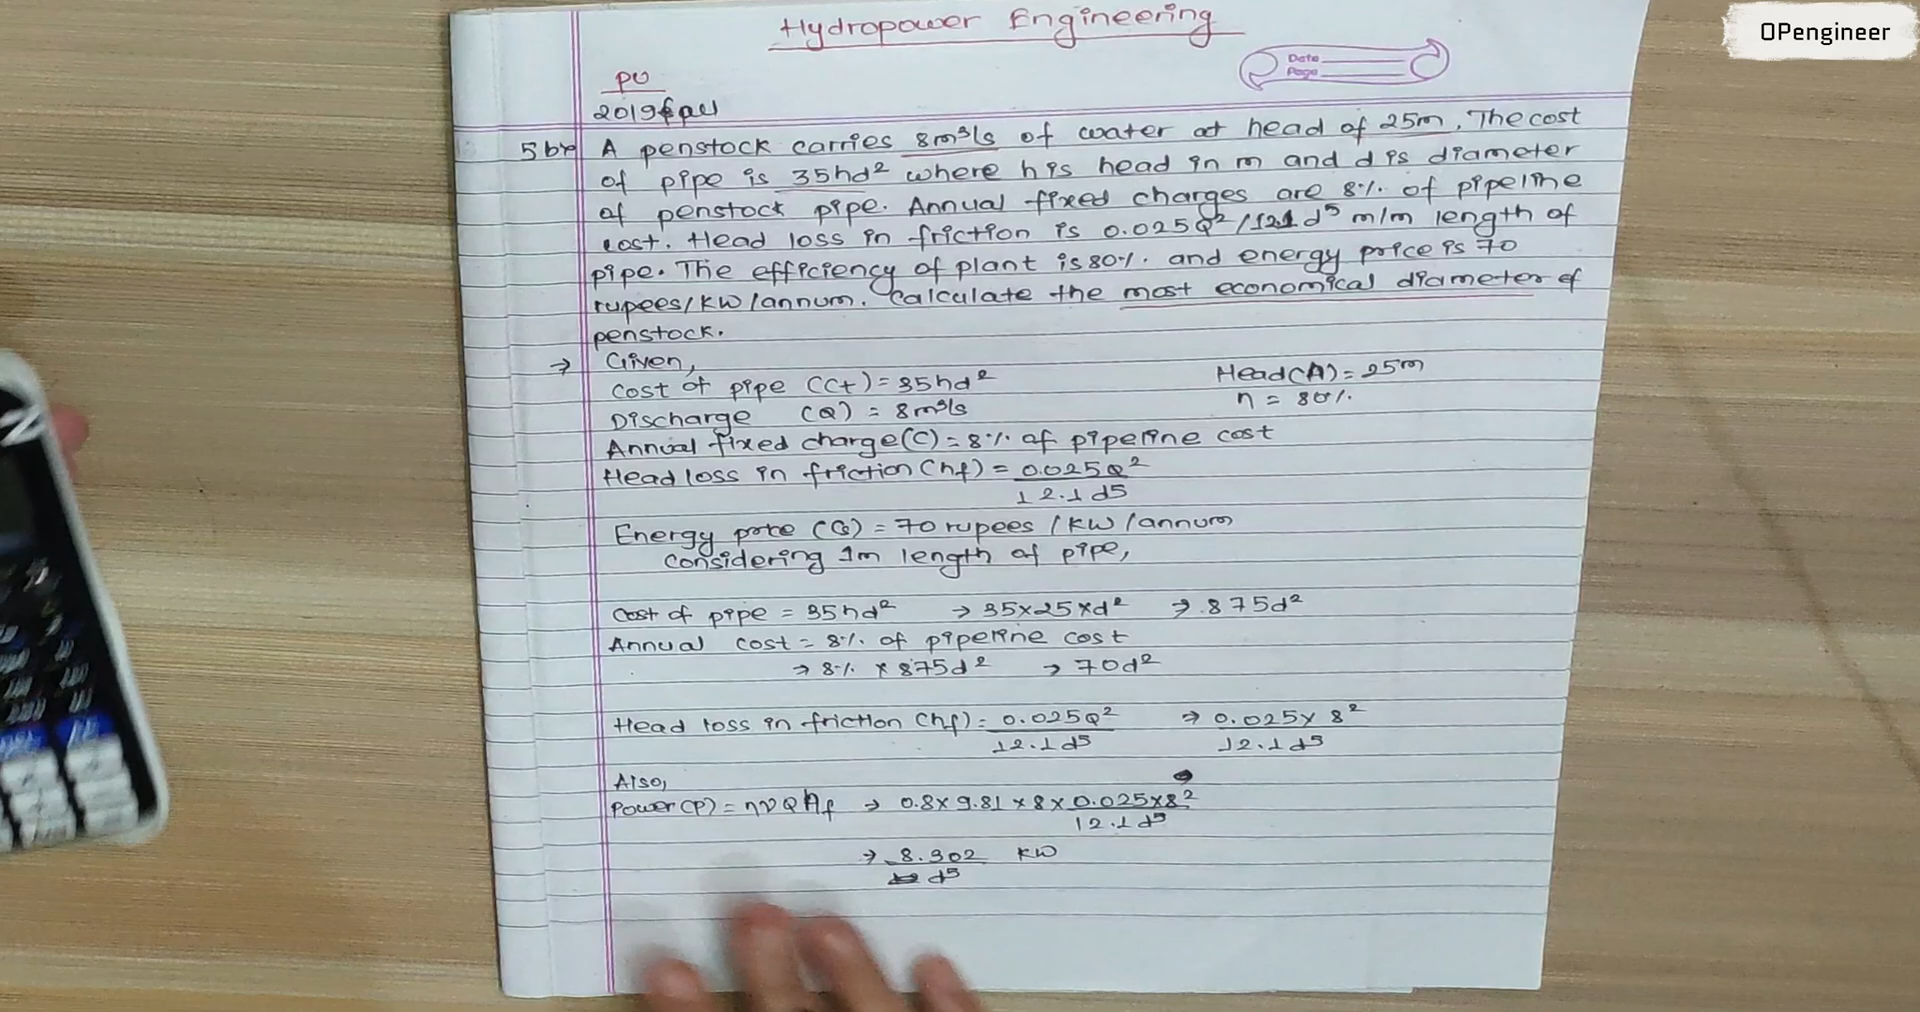 Hydropower Engineering
OPengineer
Date
Page
PU
2019 fall
5 b) A penstock carries 8m³/s of water at head of 25m. The cost
of pipe is 35hd² where h is head in m and d is diameter
of penstock pipe. Annual fixed charges are 8% of pipeline
cost. Head loss in friction is 0.025Q²/12.1d⁵ m/m length of
pipe. The efficiency of plant is 80% and energy price is 70
rupees/KW/annum. Calculate the most economical diameter of
penstock.
→ Given,
Cost of pipe (Ct) = 35hd² Head(H) = 25m
Discharge (Q) = 8m³/s η = 80%.
Annual fixed charge(C) = 8% of pipeline cost
Head loss in friction (hf) = 0.025Q²
12.1d5
Energy = 70 rupees /KW/annum
Considering 1m length of pipe,
Cost of pipe = 35hd² → 35×25×d² → 875d²
Annual cost = 8% of pipeline cost
→ 8% × 875d² → 70d²
Head loss in friction (hf) = 0.025Q² → 0.025× 8²
12.1d5 12.1d5
Also,
Power(P) = ηγQHf → 0.8×9.81×8×0.025×8²
12.1d5
→ 8.302 KW
d5